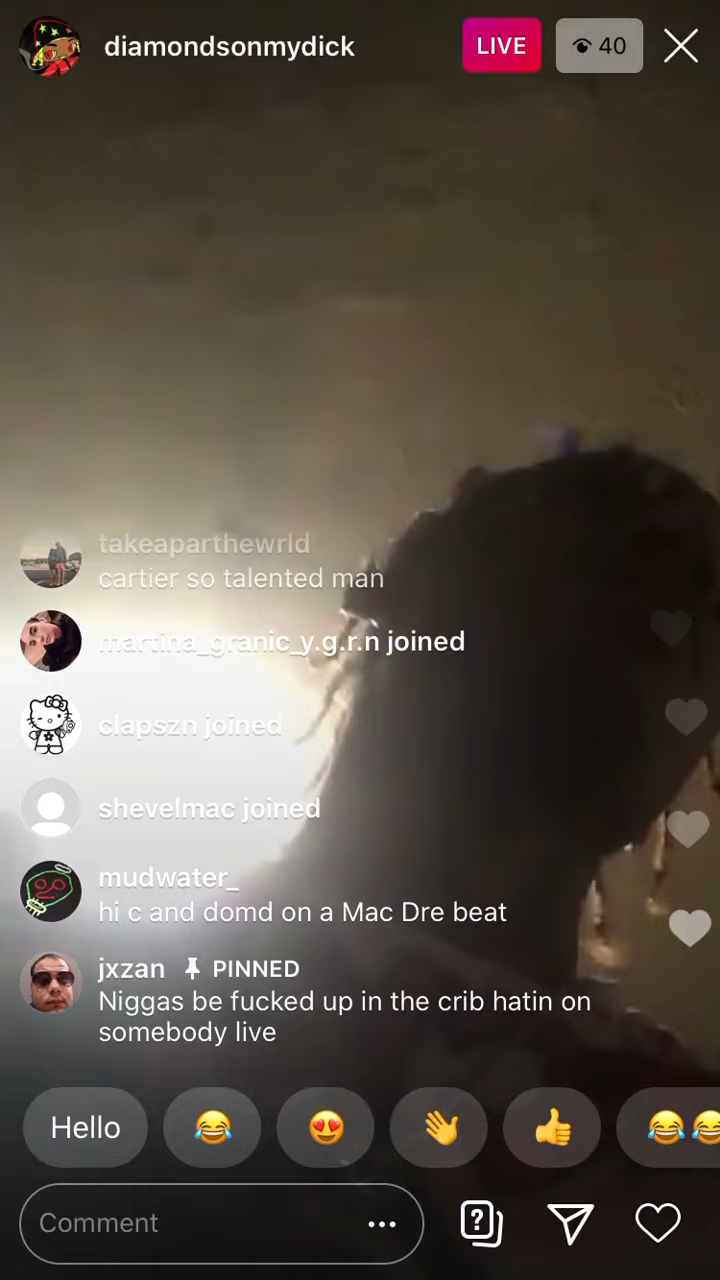 diamondsonmydick
LIVE
40
takeaparthewrld
cartier so talented man
martina_granic_y.g.r.n joined
clapszn joined
shevelmac joined
mudwater_
hi c and domd on a Mac Dre beat
jxzan PINNED
Niggas be fucked up in the crib hatin on
somebody live
Hello
Comment